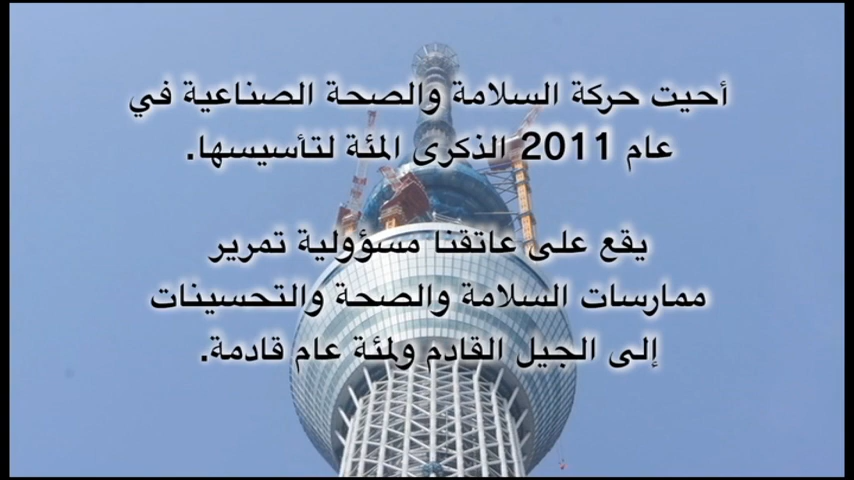 أحيت حركة السلامة والصحة الصناعية في
عام 2011 الذكرى المئة لتأسيسها.
يقع على عاتقنا مسؤولية تمرير
ممارسات السلامة والصحة والتحسينات
إلى الجيل القادم ولمئة عام قادمة.